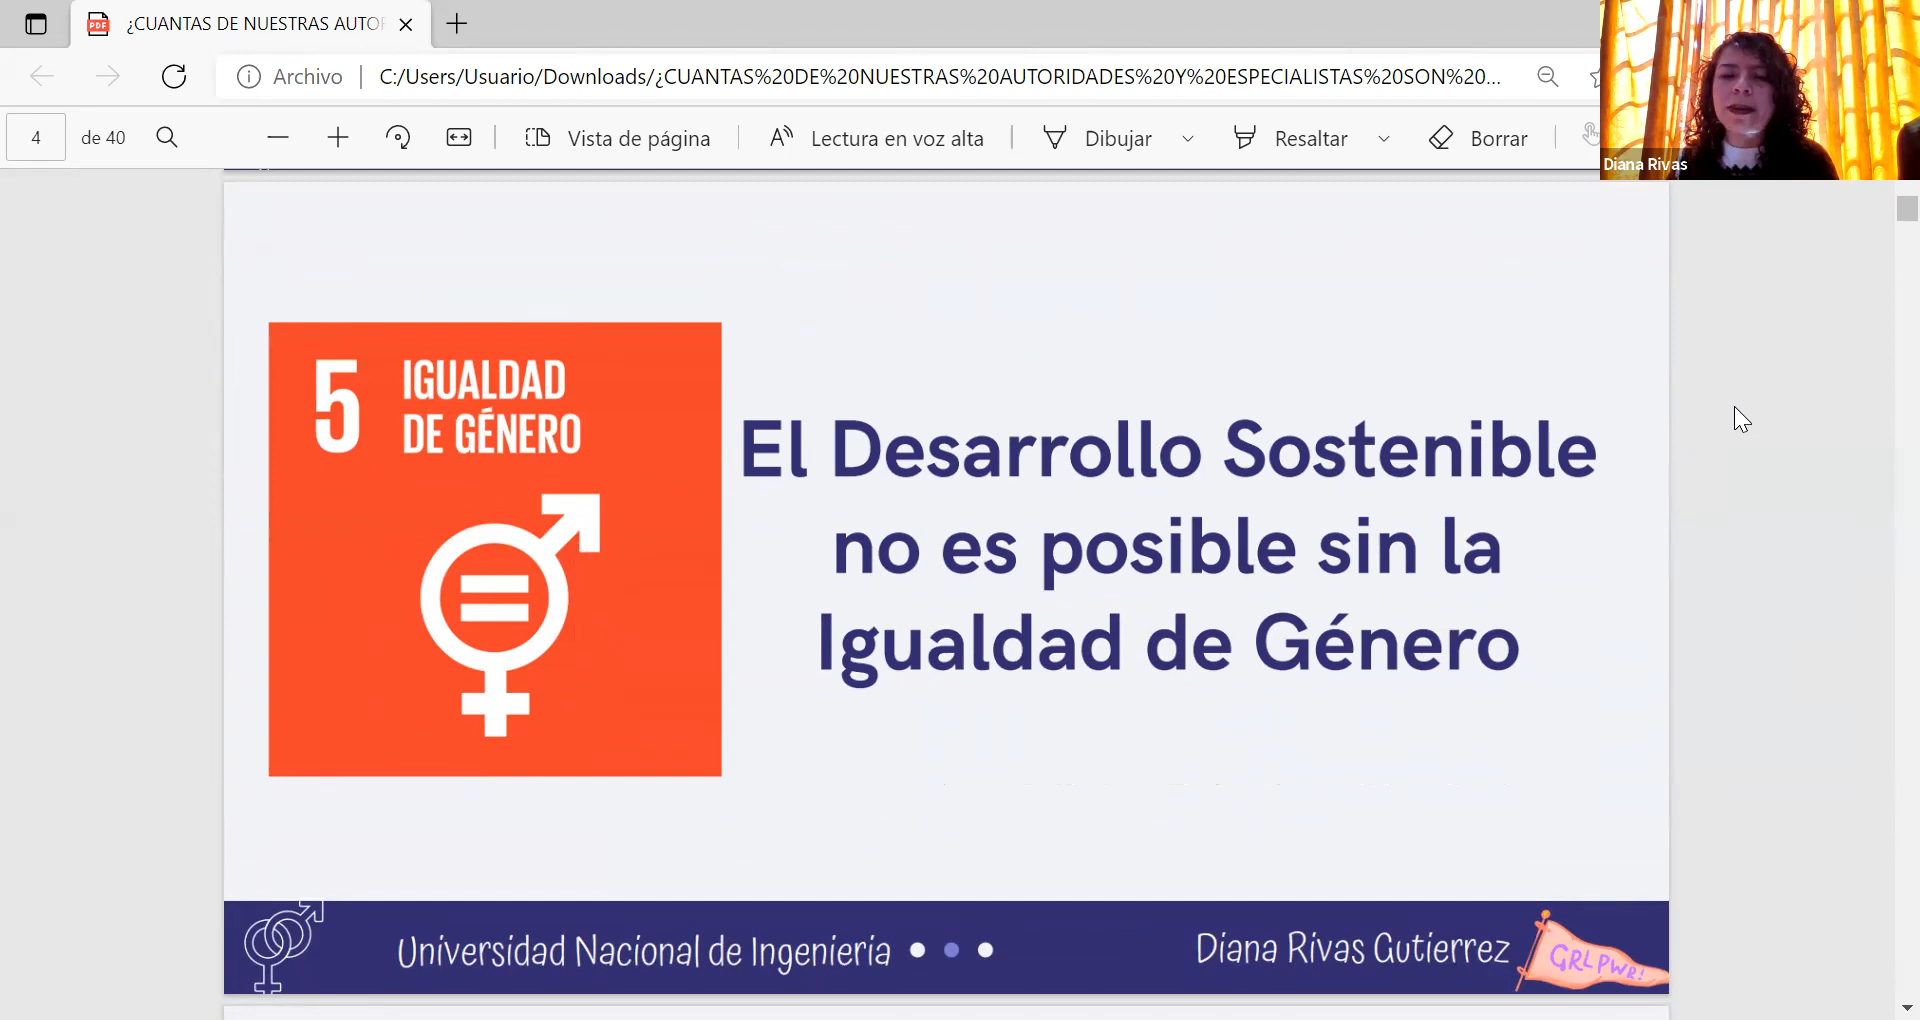 ¿CUANTAS DE NUESTRAS AUTO
Archivo
C:/Users/Usuario/Downloads/¿CUANTAS%20DE%20NUESTRAS%20AUTORIDADES%20Y%20ESPECIALISTAS%20SON%20...
4 de 40
Vista de página
Lectura en voz alta
Dibujar
Resaltar
Borrar
Diana Rivas
5 IGUALDAD
DE GÉNERO
El Desarrollo Sostenible
no es posible sin la
Igualdad de Género
Universidad Nacional de Ingeniería
Diana Rivas Gutierrez
GRL PWR!